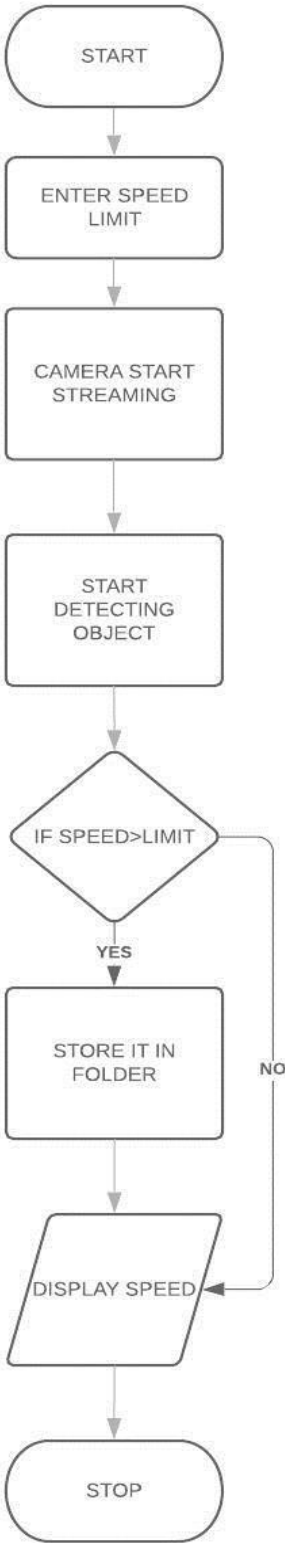 START
ENTER SPEED
LIMIT
CAMERA START
STREAMING
START
DETECTING
OBJECT
IF SPEED>LIMIT
YES
STORE IT IN
FOLDER
NO
DISPLAY SPEED
STOP